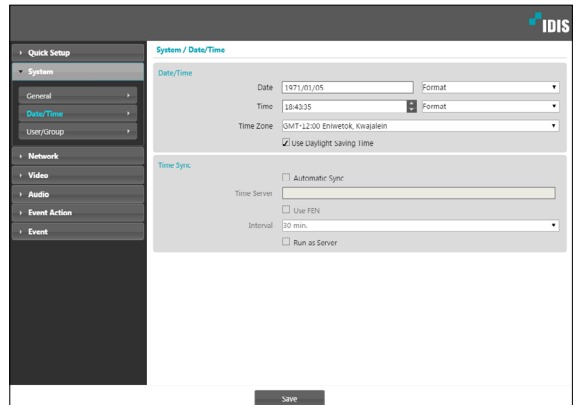 IDIS
Quick Setup
System
General
Date/Time
User/Group
Network
Video
Audio
Event Action
Event
System / Date/Time
Date/Time
Date 1971/01/05 Format
Time 18:43:35 Format
Time Zone GMT-12:00 Eniwetok, Kwajalein
Use Daylight Saving Time
Time Sync
Automatic Sync
Time Server
Use FEN
Interval 30 min.
Run as Server
Save